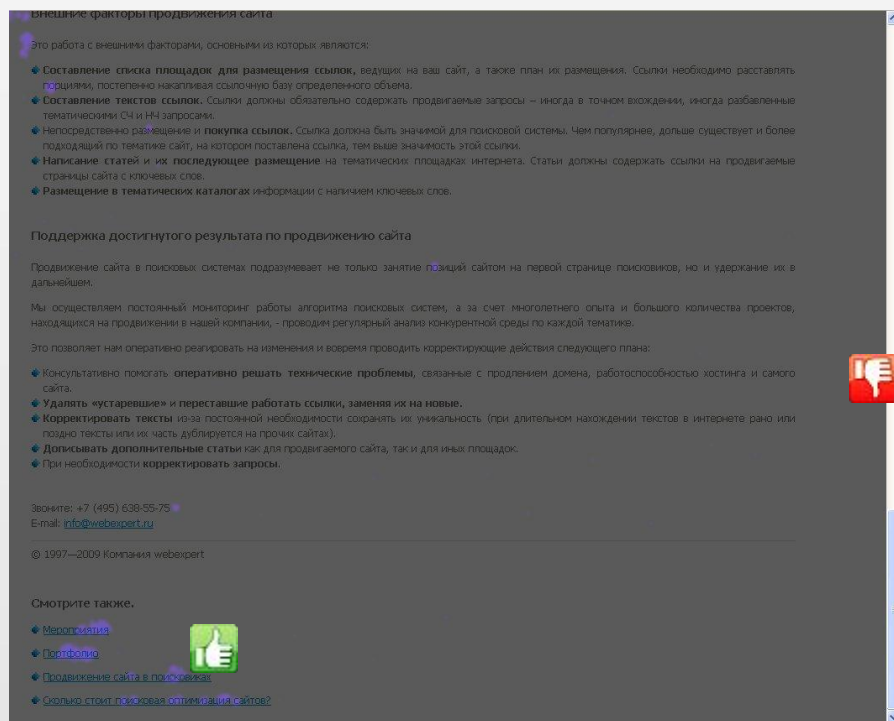 Внешние факторы продвижения сайта
Это работа с внешними факторами, основными из которых являются:
Составление списка площадок для размещения ссылок, ведущих на ваш сайт, а также план их размещения. Ссылки необходимо расставлять
порциями, постепенно накапливая ссылочную базу определенного объема.
Составление текстов ссылок. Ссылки должны обязательно содержать продвигаемые запросы – иногда в точном вхождении, иногда разбавленные
тематическими СЧ и НЧ запросами.
Непосредственно размещение и покупка ссылок. Ссылка должна быть значимой для поисковой системы. Чем популярнее, дольше существует и более
подходящий по тематике сайт, на котором поставлена ссылка, тем выше значимость этой ссылки.
Написание статей и их последующее размещение на тематических площадках интернета. Статьи должны содержать ссылки на продвигаемые
страницы сайта с ключевых слов.
Размещение в тематических каталогах информации с наличием ключевых слов.
Поддержка достигнутого результата по продвижению сайта
Продвижение сайта в поисковых системах подразумевает не только занятие позиций сайтом на первой странице поисковиков, но и удержание их в
дальнейшем.
Мы осуществляем постоянный мониторинг работы алгоритма поисковых систем, а за счет многолетнего опыта и большого количества проектов,
находящихся на продвижении в нашей компании, - проводим регулярный анализ конкурентной среды по каждой тематике.
Это позволяет нам оперативно реагировать на изменения и вовремя проводить корректирующие действия следующего плана:
Консультативно помогать оперативно решать технические проблемы, связанные с продлением домена, работоспособностью хостинга и самого
сайта.
Удалять «устаревшие» и переставшие работать ссылки, заменяя их на новые.
Корректировать тексты из-за постоянной необходимости сохранять их уникальность (при длительном нахождении текстов в интернете рано или
поздно тексты или их часть дублируется на прочих сайтах).
Дописывать дополнительные статьи как для продвигаемого сайта, так и для иных площадок.
При необходимости корректировать запросы.
Звоните: +7 (495) 638-55-75
E-mail: info@webexpert.ru
© 1997—2009 Компания webexpert
Смотрите также.
Мероприятия
Портфолио
Продвижение сайта в поисковиках
Сколько стоит поисковая оптимизация сайтов?